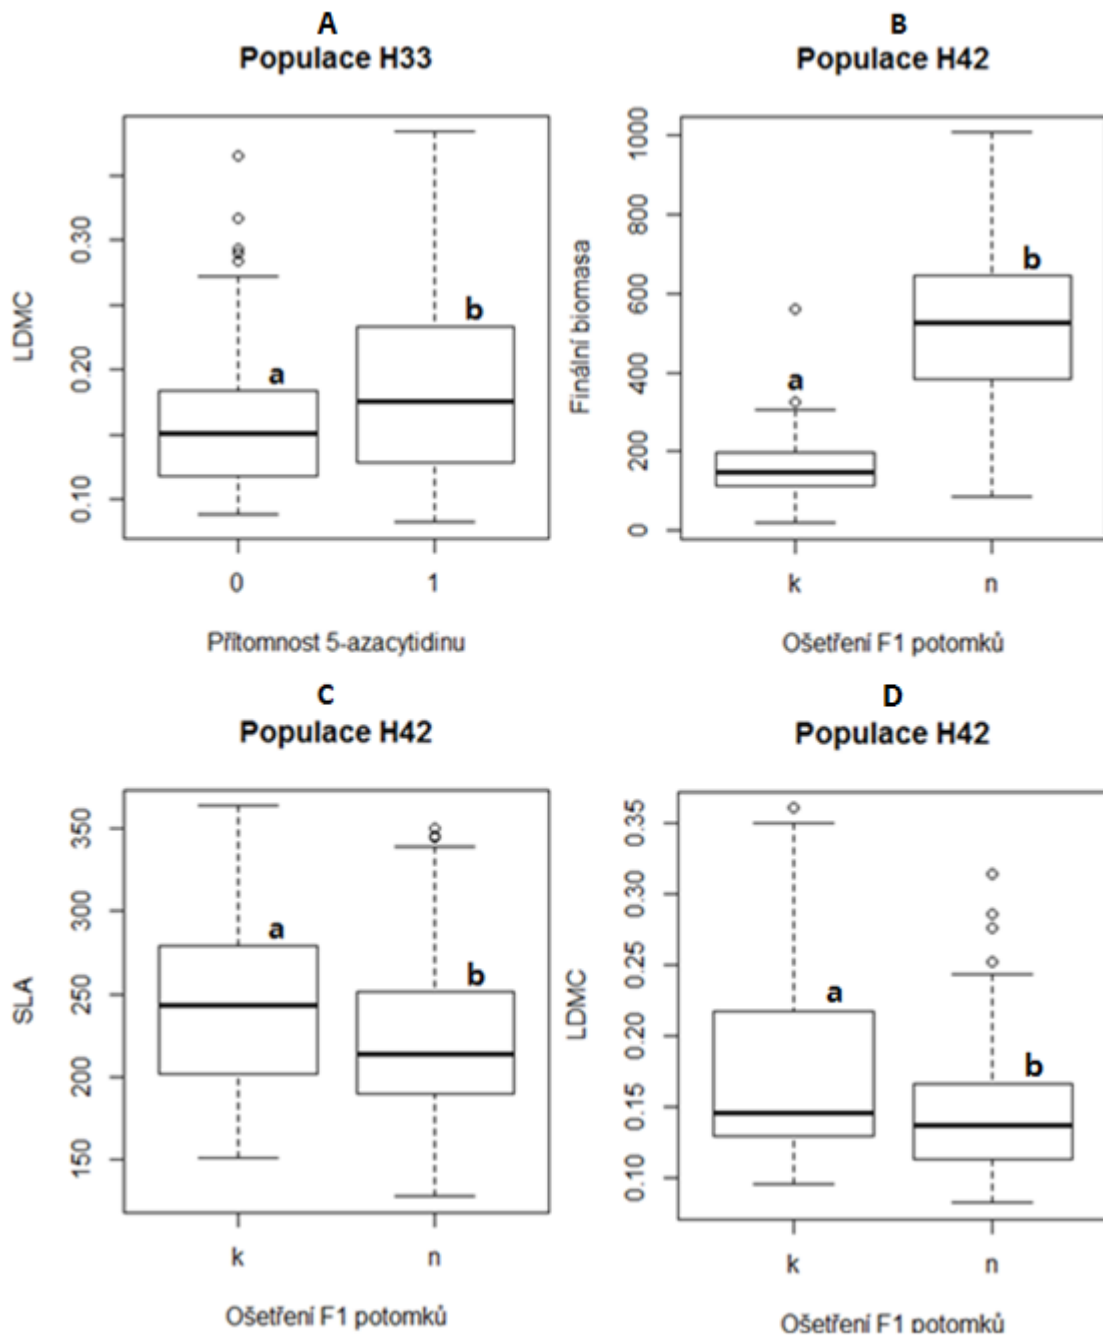 A
Populace H33
LDMC
0.10
0.20
0.30
a
b
0
1
Přítomnost 5-azacytidinu
B
Populace H42
Finální biomasa
0
200
400
600
800
1000
a
b
k
n
Ošetření F1 potomků
C
Populace H42
SLA
150
200
250
300
350
a
b
k
n
Ošetření F1 potomků
D
Populace H42
LDMC
0.10
0.15
0.20
0.25
0.30
0.35
a
b
k
n
Ošetření F1 potomků